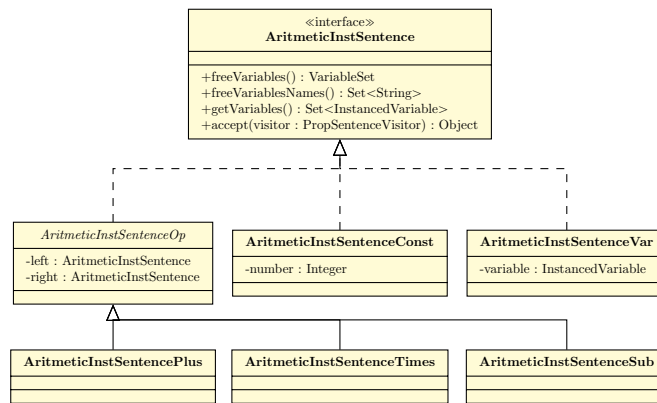 «interface»
AritmeticInstSentence
+freeVariables() : VariableSet
+freeVariablesNames() : Set<String>
+getVariables() : Set<InstancedVariable>
+accept(visitor : PropSentenceVisitor) : Object
AritmeticInstSentenceOp
-left : AritmeticInstSentence
-right : AritmeticInstSentence
AritmeticInstSentenceConst
-number : Integer
AritmeticInstSentenceVar
-variable : InstancedVariable
AritmeticInstSentencePlus
AritmeticInstSentenceTimes
AritmeticInstSentenceSub